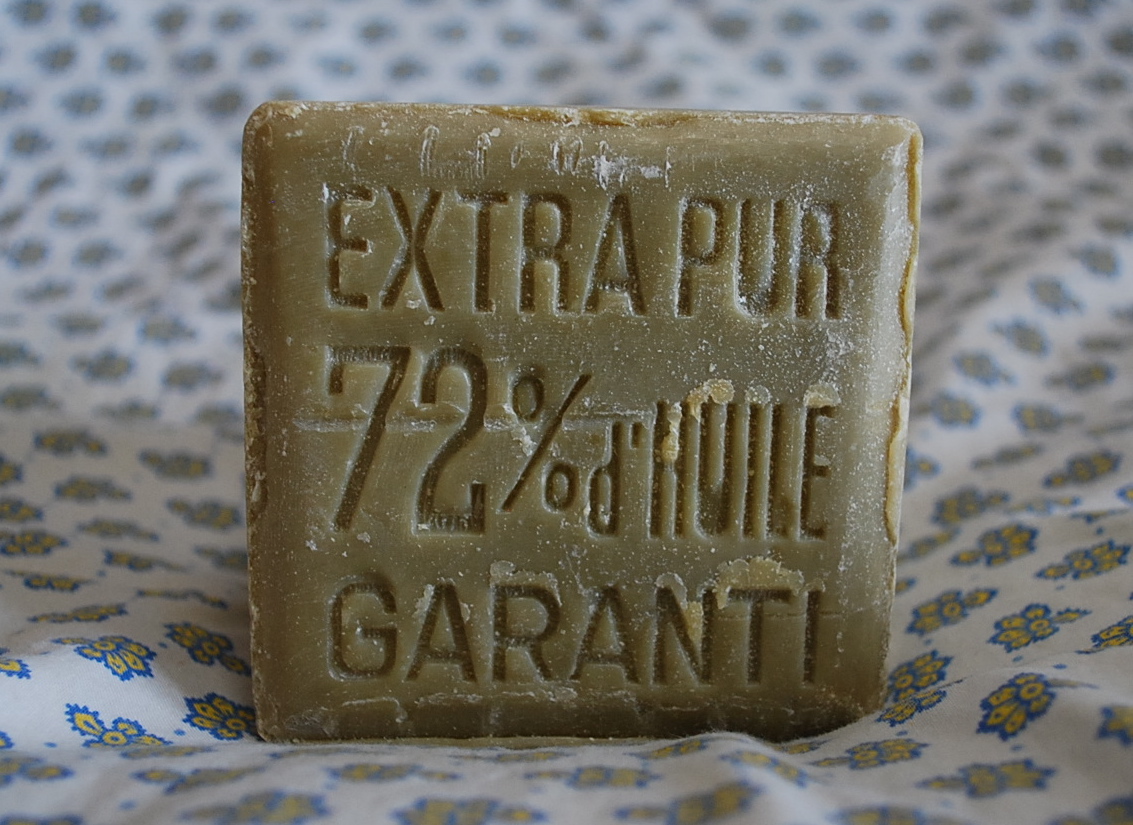 EXTRA PUR
72% d'HUILE
GARANTI